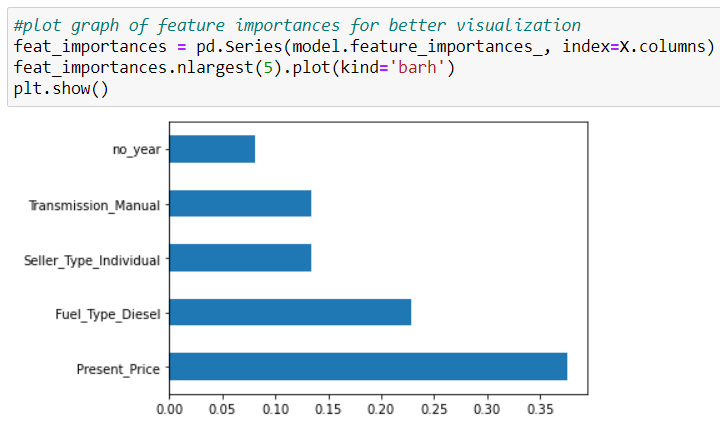 #plot graph of feature importances for better visualization
feat_importances = pd.Series(model.feature_importances_, index=X.columns)
feat_importances.nlargest(5).plot(kind='barh')
plt.show()
no_year
Transmission_Manual
Seller_Type_Individual
Fuel_Type_Diesel
Present_Price
0.00 0.05 0.10 0.15 0.20 0.25 0.30 0.35